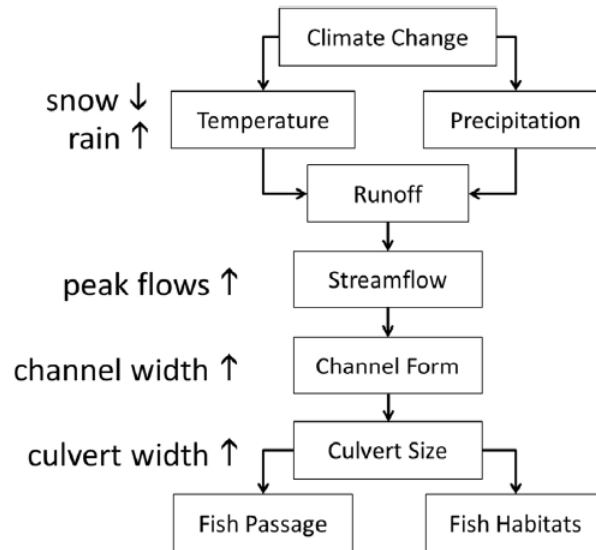 Climate Change
snow ↓
rain ↑
Temperature
Precipitation
Runoff
peak flows ↑
Streamflow
channel width ↑
Channel Form
culvert width ↑
Culvert Size
Fish Passage
Fish Habitats